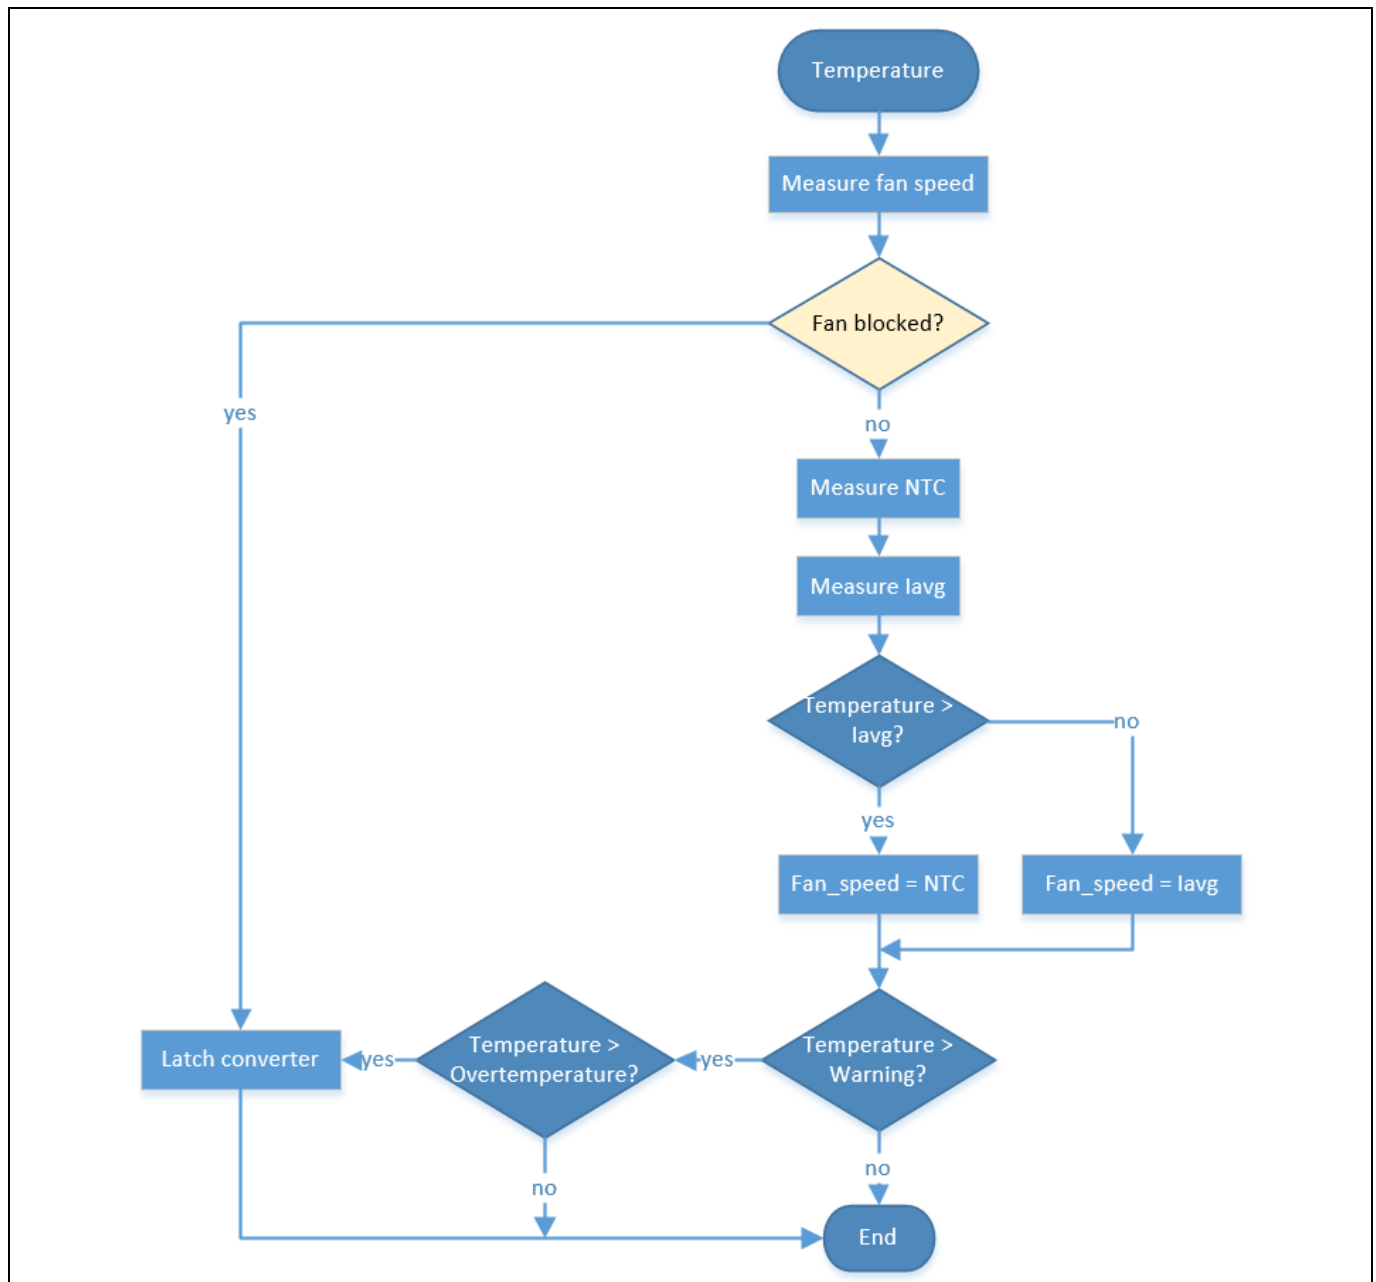 Temperature
Measure fan speed
Fan blocked?
yes
no
Measure NTC
Measure Iavg
Temperature >
Iavg?
no
yes
Fan_speed = NTC
Fan_speed = Iavg
Latch converter
yes
Temperature >
Overtemperature?
yes
Temperature >
Warning?
no
no
End